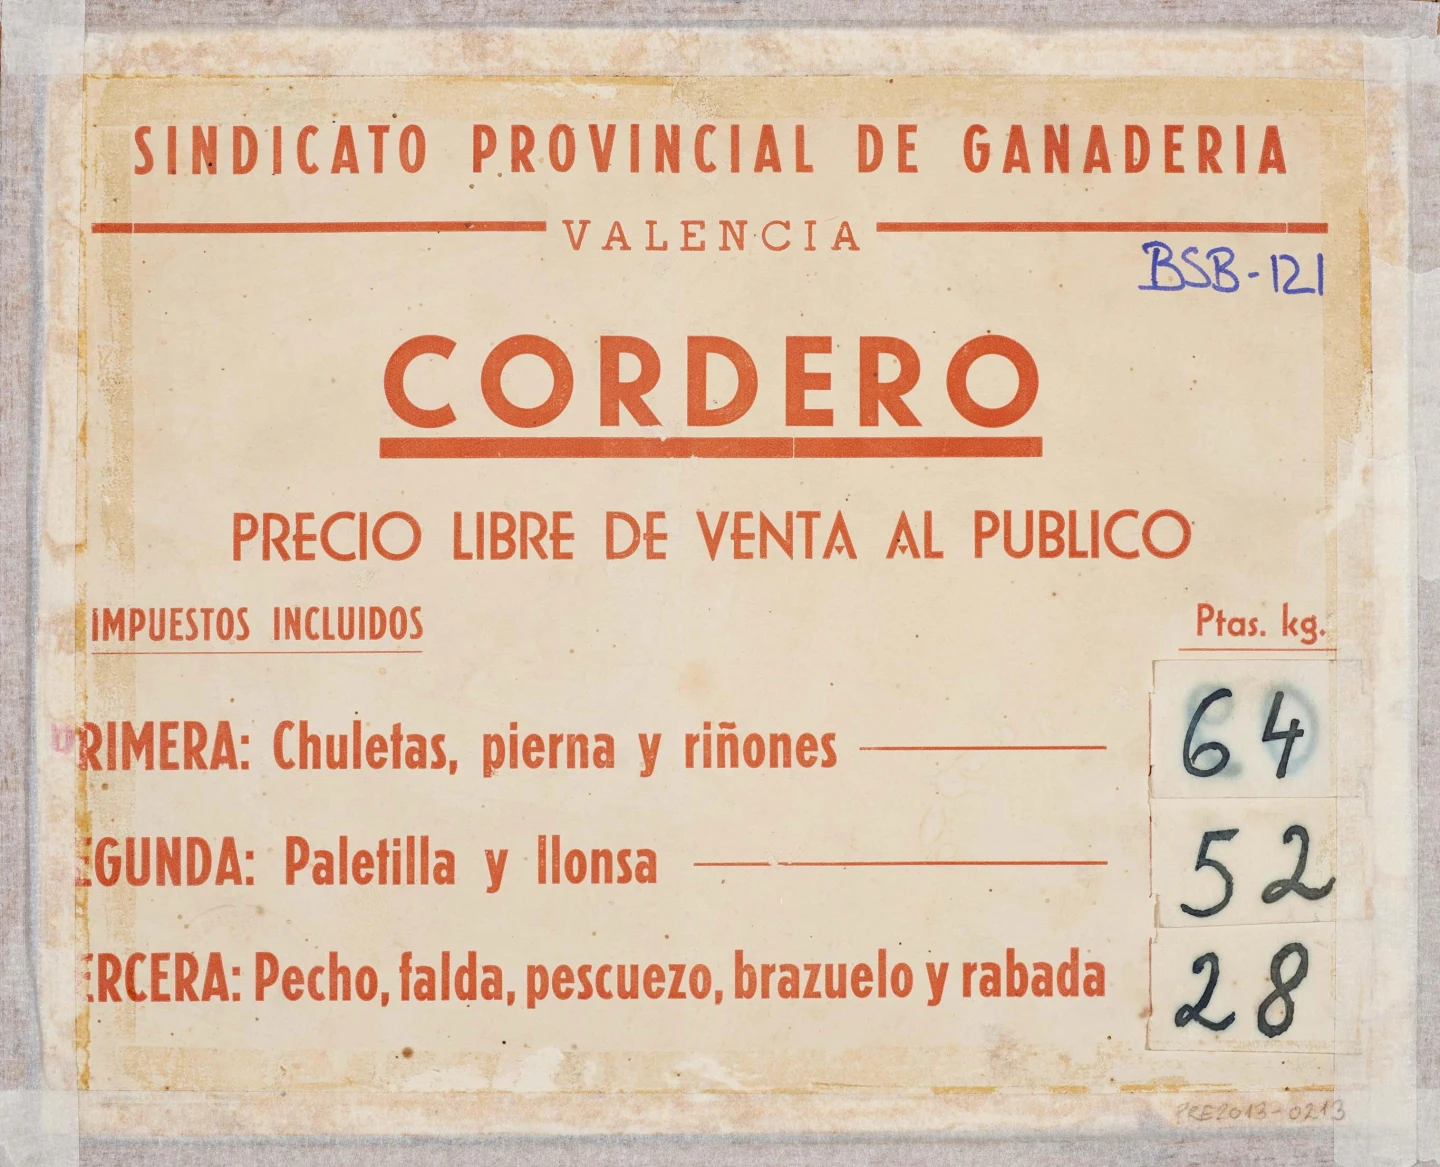 SINDICATO PROVINCIAL DE GANADERIA
VALENCIA
BSB-121
CORDERO
PRECIO LIBRE DE VENTA AL PUBLICO
IMPUESTOS INCLUIDOS Ptas. kg.
RIMERA: Chuletas, pierna y riñones 64
EGUNDA: Paletilla y llonsa 52
ERCERA: Pecho, falda, pescuezo, brazuelo y rabada 28
PRE2013-0213